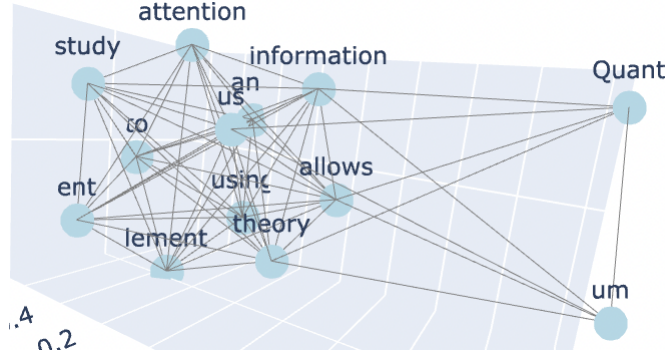 attention
study
information
an
us
Quant
to
using
allows
ent
lement
theory
um
.4
0.2